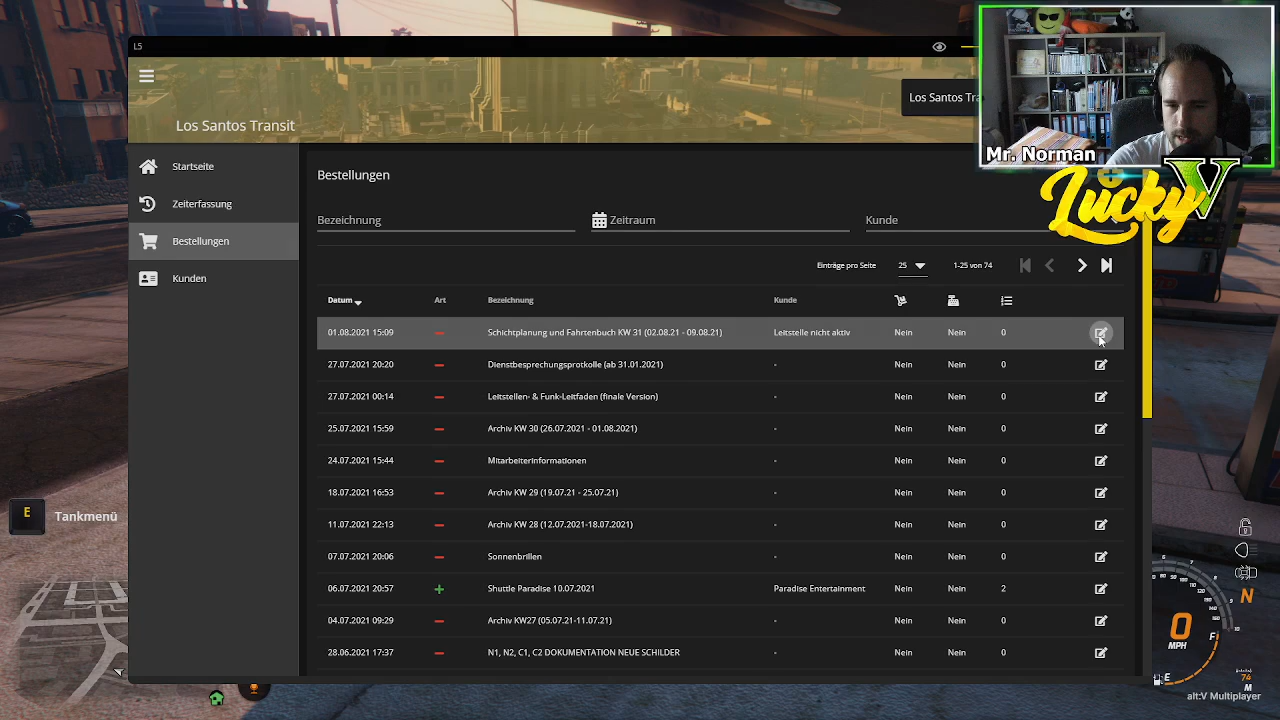 L5
Los Santos Transit
Los Santos Tra
Mr. Norman
LuckyV
Startseite
Zeiterfassung
Bestellungen
Kunden
Bestellungen
Bezeichnung Zeitraum Kunde
Einträge pro Seite 25 1-25 von 74
Datum Art Bezeichnung Kunde
01.08.2021 15:09 Schichtplanung und Fahrtenbuch KW 31 (02.08.21 - 09.08.21) Leitstelle nicht aktiv Nein Nein 0
27.07.2021 20:20 Dienstbesprechungsprotkolle (ab 31.01.2021) - Nein Nein 0
27.07.2021 00:14 Leitstellen- & Funk-Leitfaden (finale Version) - Nein Nein 0
25.07.2021 15:59 Archiv KW 30 (26.07.2021 - 01.08.2021) - Nein Nein 0
24.07.2021 15:44 Mitarbeiterinformationen - Nein Nein 0
18.07.2021 16:53 Archiv KW 29 (19.07.21 - 25.07.21) - Nein Nein 0
11.07.2021 22:13 Archiv KW 28 (12.07.2021-18.07.2021) - Nein Nein 0
07.07.2021 20:06 Sonnenbrillen - Nein Nein 0
06.07.2021 20:57 + Shuttle Paradise 10.07.2021 Paradise Entertainment Nein Nein 2
04.07.2021 09:29 Archiv KW27 (05.07.21-11.07.21) - Nein Nein 0
28.06.2021 17:37 N1, N2, C1, C2 DOKUMENTATION NEUE SCHILDER - Nein Nein 0
E Tankmenü
N
0
MPH
F
E
74
M
alt:V Multiplayer